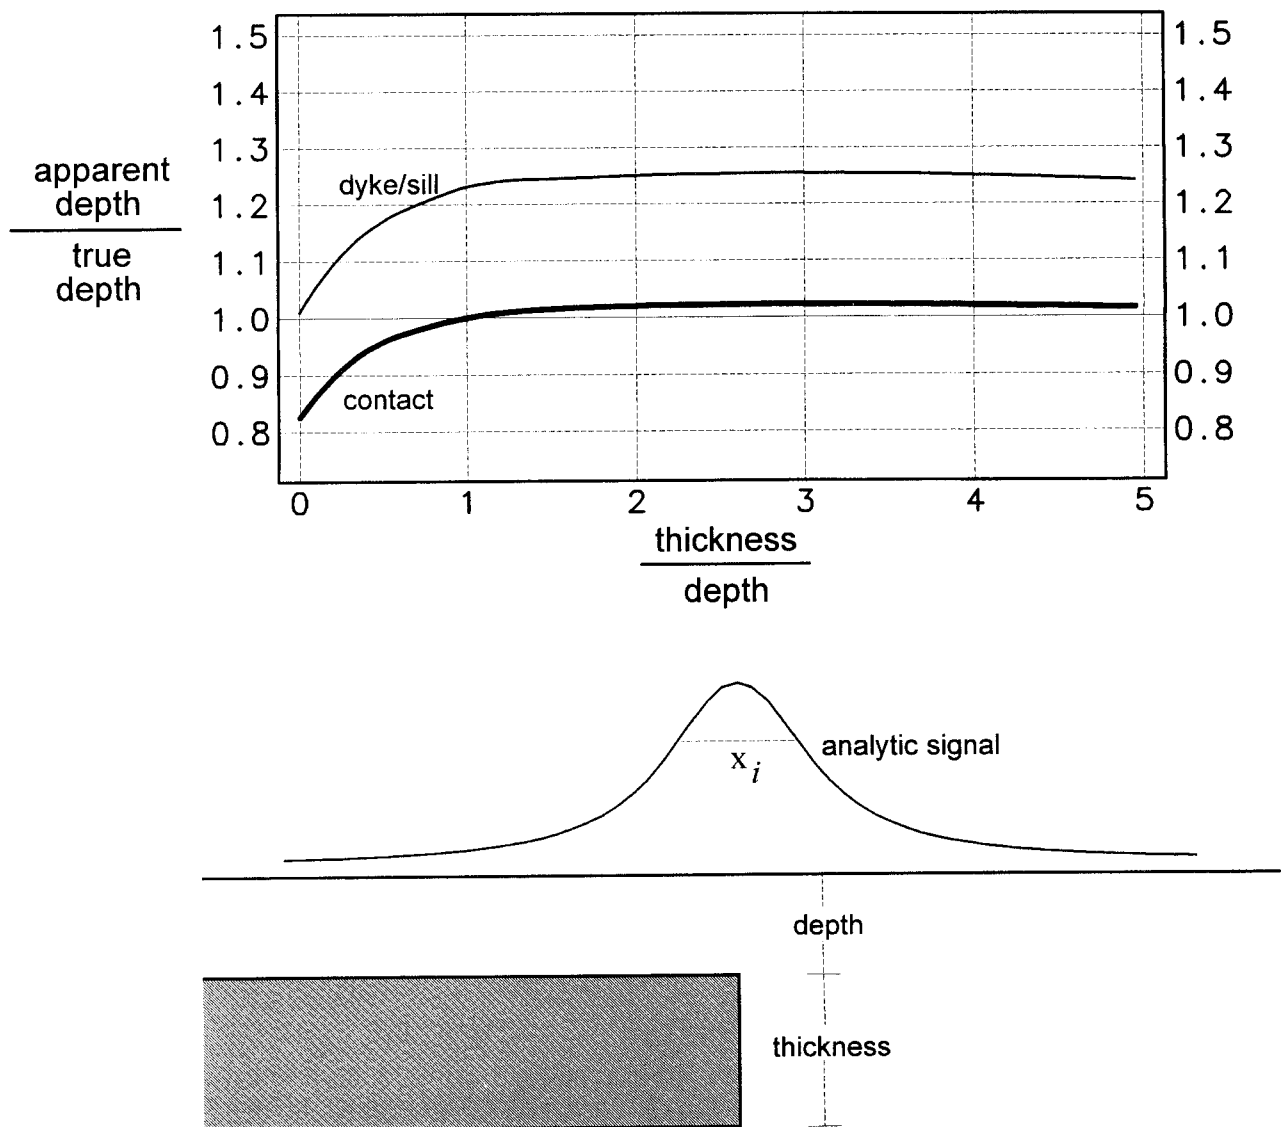 1.5
1.4
1.3
1.2
1.1
1.0
0.9
0.8
apparent
depth
true
depth
dyke/sill
contact
1.5
1.4
1.3
1.2
1.1
1.0
0.9
0.8
0 1 2 3 4 5
thickness
depth
analytic signal
x_i
depth
thickness